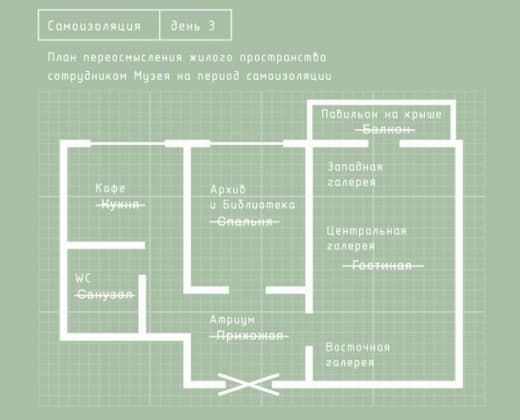 Самоизоляция день 3
План переосмысления жилого пространства
сотрудником Музея на период самоизоляции
Павильон на крыше
Балкон
Западная
галерея
Кафе
Кухня
Архив
и Библиотека
Спальня
Центральная
галерея
Гостиная
WC
Санузел
Атриум
Прихожая
Восточная
галерея